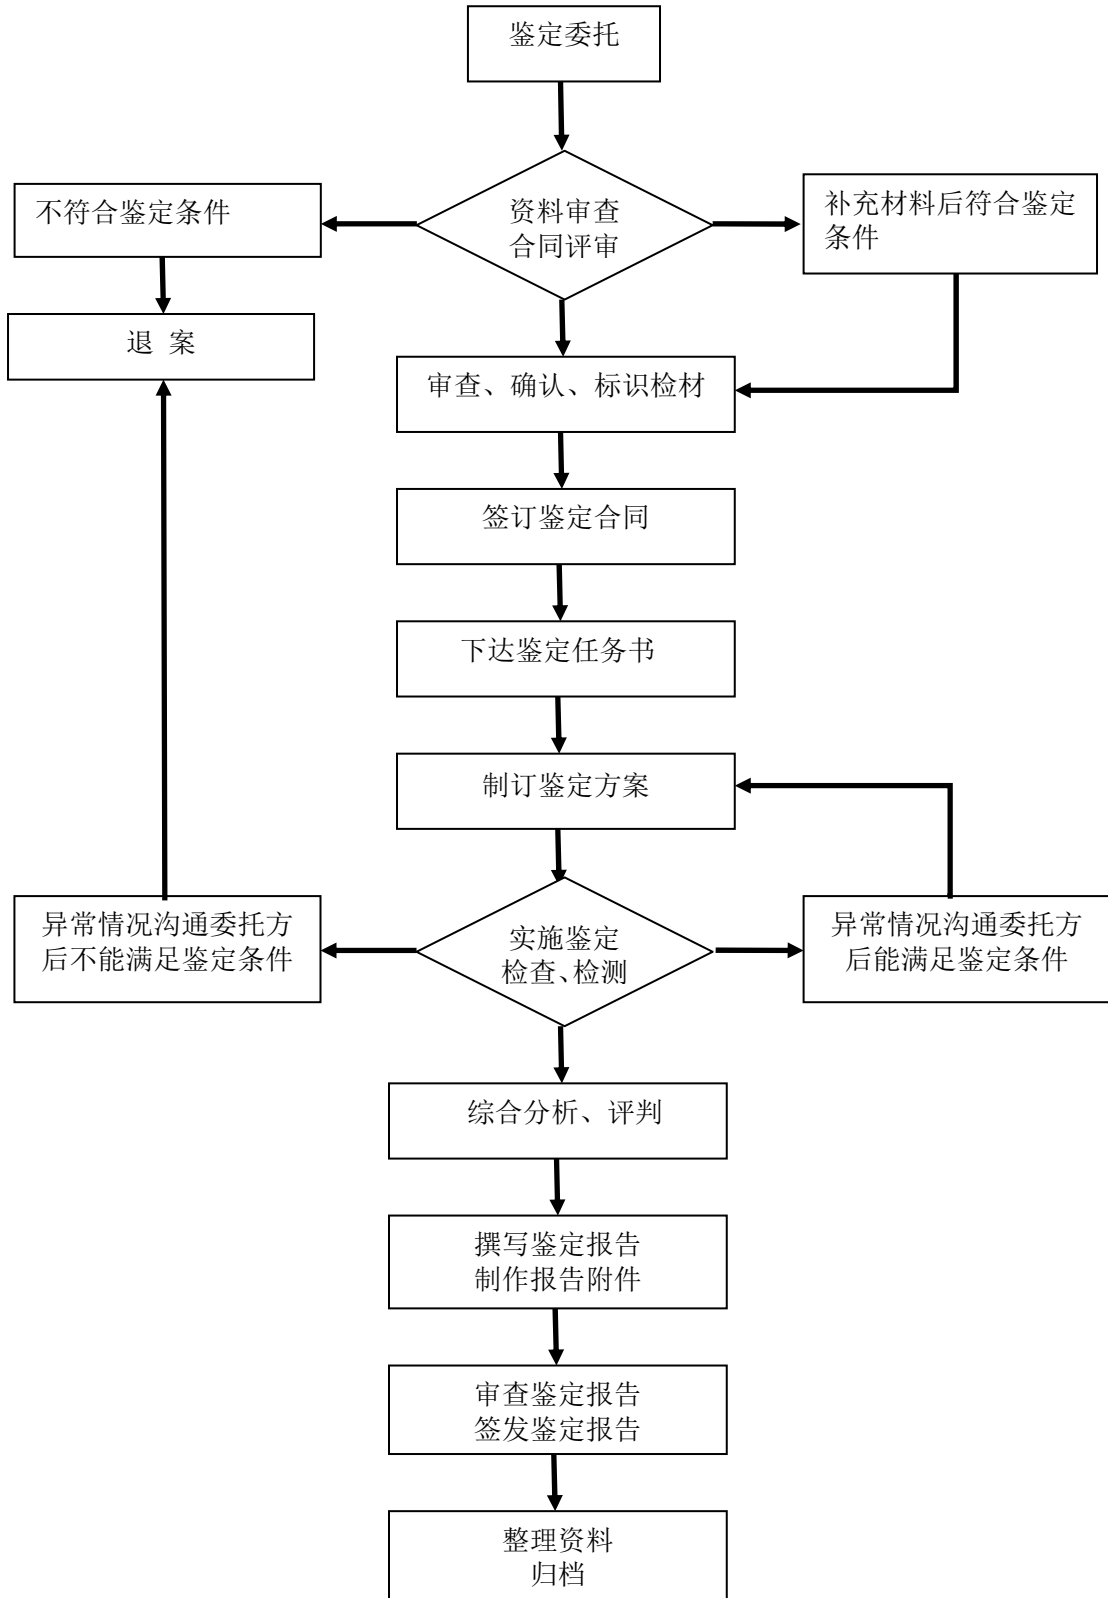 鉴定委托
不符合鉴定条件
资料审查
合同评审
补充材料后符合鉴定
条件
退 案
审查、确认、标识检材
签订鉴定合同
下达鉴定任务书
制订鉴定方案
异常情况沟通委托方
后不能满足鉴定条件
实施鉴定
检查、检测
异常情况沟通委托方
后能满足鉴定条件
综合分析、评判
撰写鉴定报告
制作报告附件
审查鉴定报告
签发鉴定报告
整理资料
归档